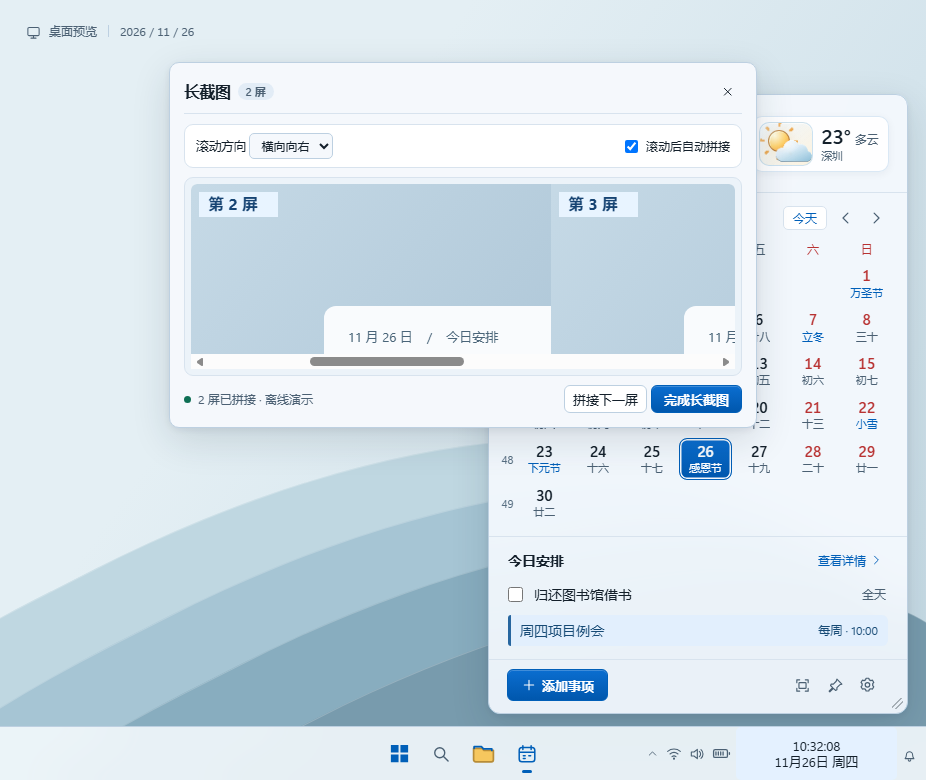 桌面预览 2026 / 11 / 26
长截图 2 屏
滚动方向 横向向右 滚动后自动拼接
第 2 屏 第 3 屏
11 月 26 日 / 今日安排 11 月
2 屏已拼接 · 离线演示 拼接下一屏 完成长截图
23° 多云
深圳
今天
五 六 日
1
万圣节
6 7 8
十八 立冬 三十
13 14 15
初五 初六 初七
20 21 22
十二 十三 小雪
48 23 24 25 26 27 28 29
下元节 十六 十七 感恩节 十九 二十 廿一
49 30
廿二
今日安排 查看详情
归还图书馆借书 全天
周四项目例会 每周 · 10:00
添加事项
10:32:08
11月26日 周四